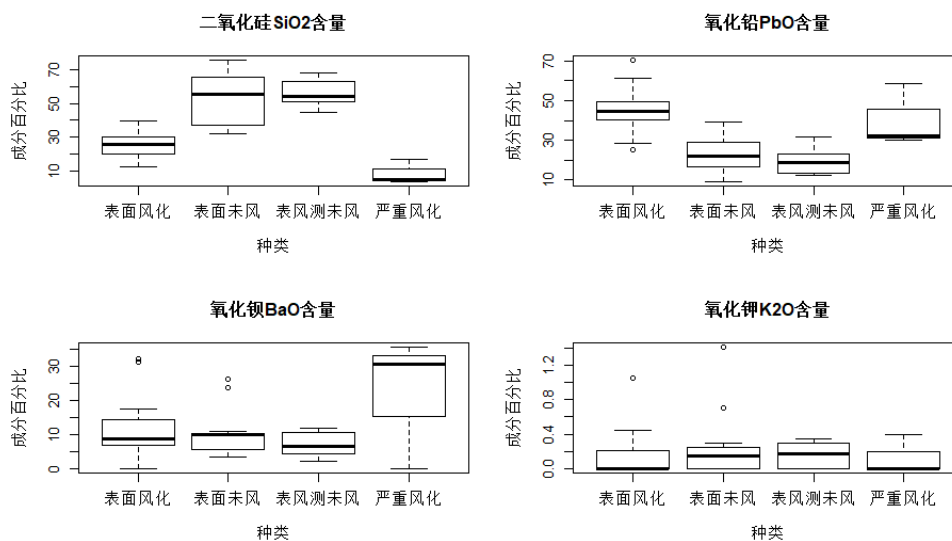 二氧化硅SiO2含量
成分百分比
70
50
30
10
表面风化 表面未风 表风测未风 严重风化
种类
氧化铅PbO含量
成分百分比
70
50
30
10
表面风化 表面未风 表风测未风 严重风化
种类
氧化钡BaO含量
成分百分比
30
20
10
0
表面风化 表面未风 表风测未风 严重风化
种类
氧化钾K2O含量
成分百分比
1.2
0.8
0.4
0.0
表面风化 表面未风 表风测未风 严重风化
种类